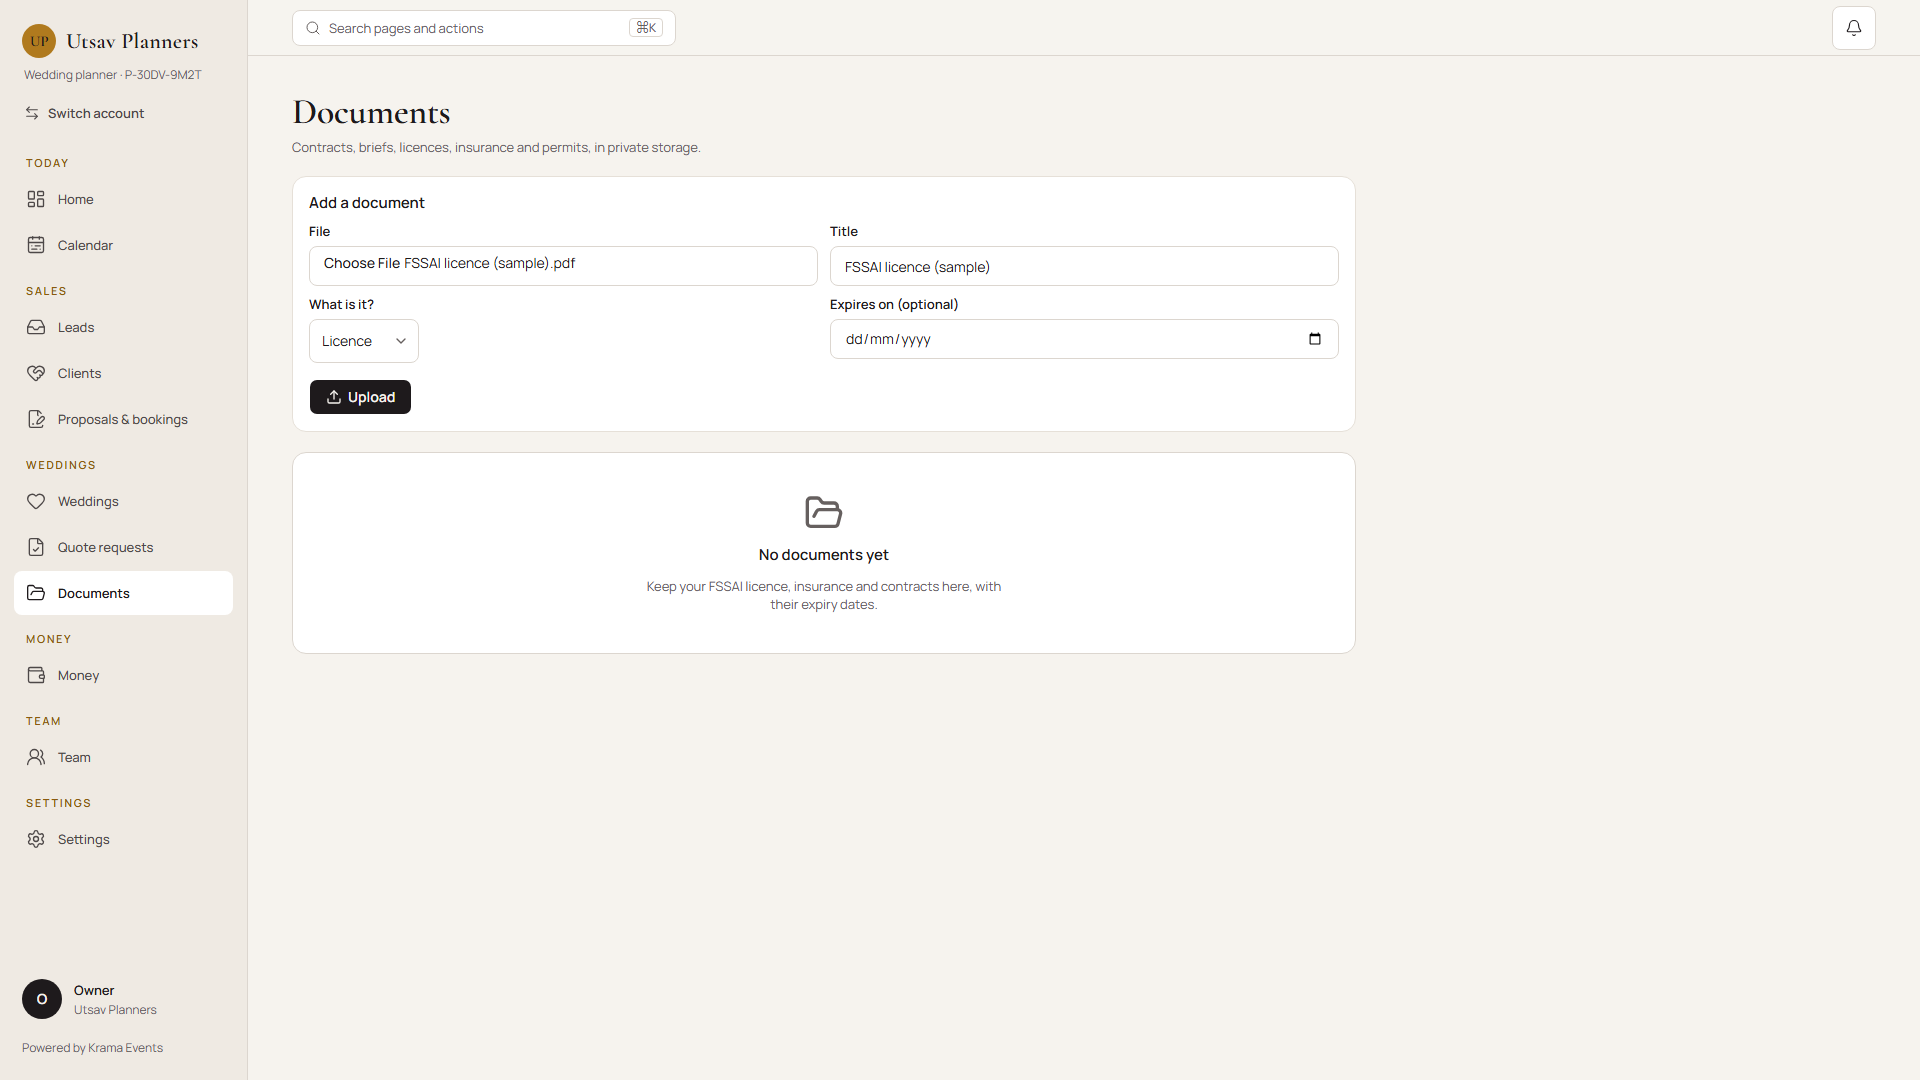 UP
Utsav Planners
Wedding planner · P-30DV-9M2T
Switch account
TODAY
Home
Calendar
SALES
Leads
Clients
Proposals & bookings
WEDDINGS
Weddings
Quote requests
Documents
MONEY
Money
TEAM
Team
SETTINGS
Settings
O
Owner
Utsav Planners
Powered by Krama Events
Search pages and actions
⌘K
Documents
Contracts, briefs, licences, insurance and permits, in private storage.
Add a document
File
Title
Choose File FSSAI licence (sample).pdf
FSSAI licence (sample)
What is it?
Expires on (optional)
Licence
dd/mm/yyyy
Upload
No documents yet
Keep your FSSAI licence, insurance and contracts here, with
their expiry dates.